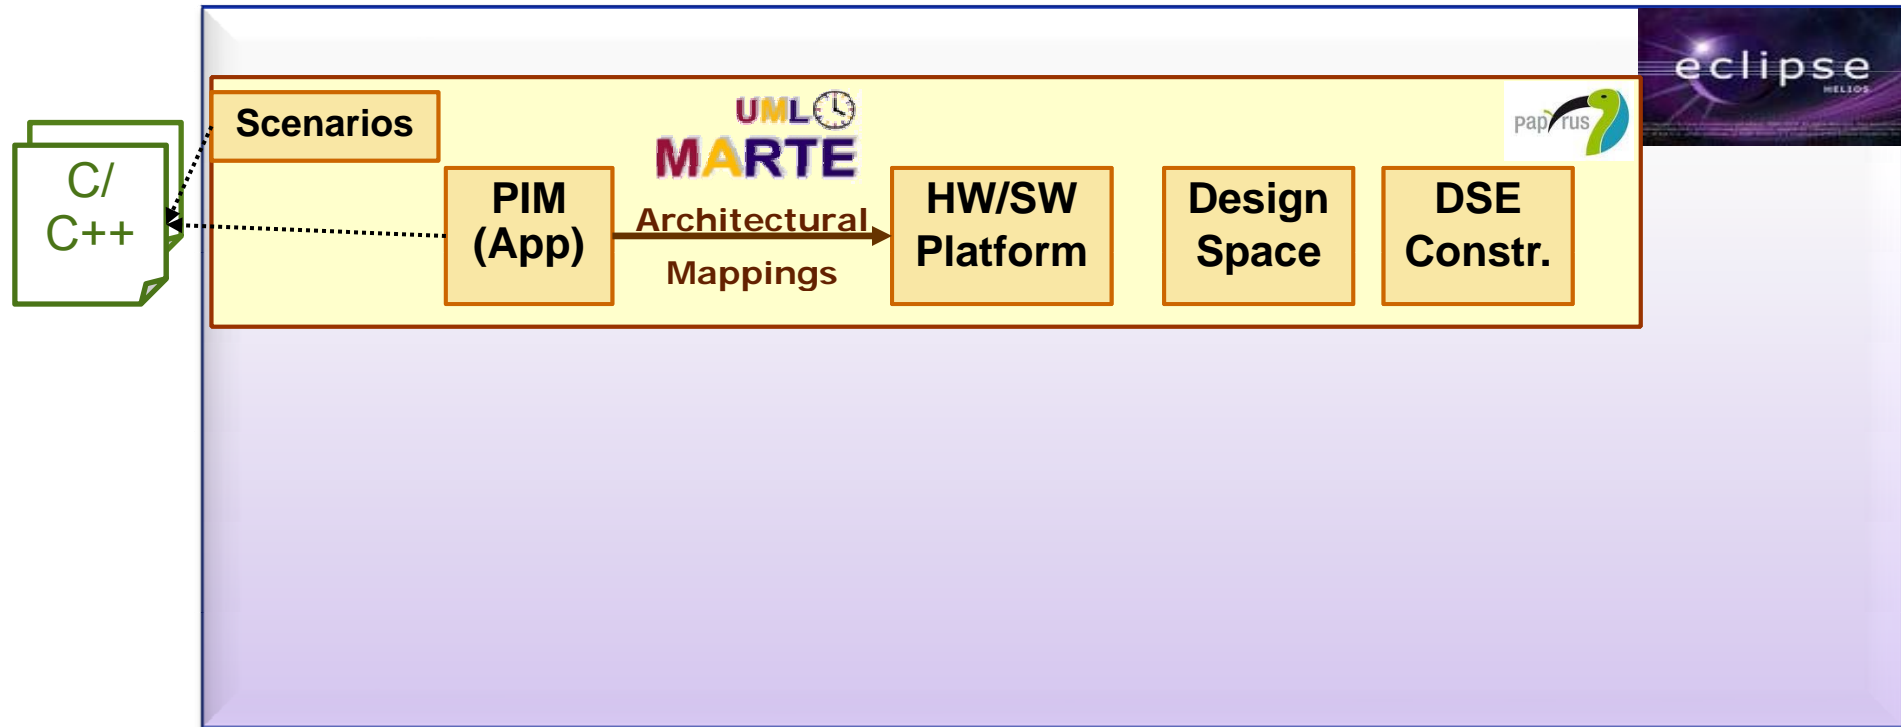 eclipse
HELIOS
Scenarios
UML
MARTE
papyrus
C/
C++
PIM
(App)
Architectural
Mappings
HW/SW
Platform
Design
Space
DSE
Constr.